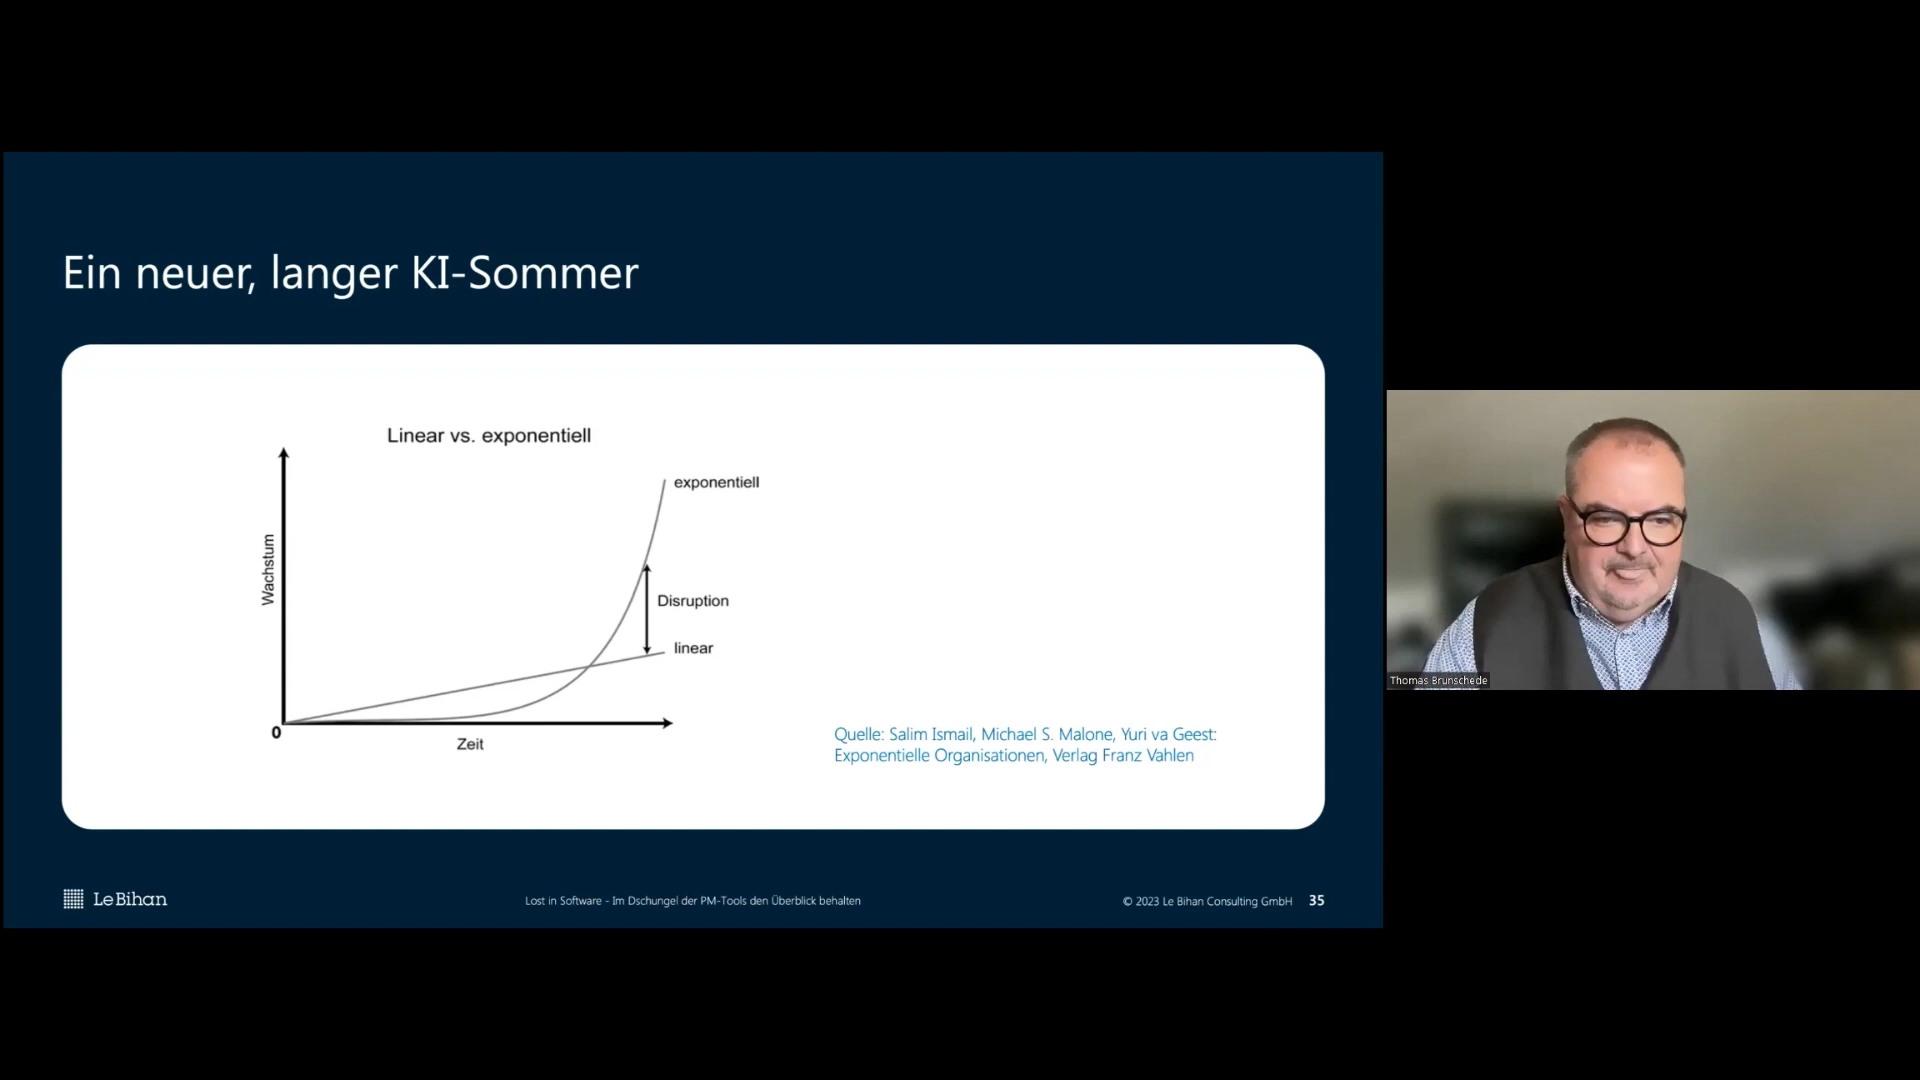 Ein neuer, langer KI-Sommer
Linear vs. exponentiell
exponentiell
Wachstum
Disruption
linear
0
Zeit
Quelle: Salim Ismail, Michael S. Malone, Yuri va Geest:
Exponentielle Organisationen, Verlag Franz Vahlen
Le Bihan
Lost in Software - Im Dschungel der PM-Tools den Überblick behalten
© 2023 Le Bihan Consulting GmbH 35
Thomas Brunschede